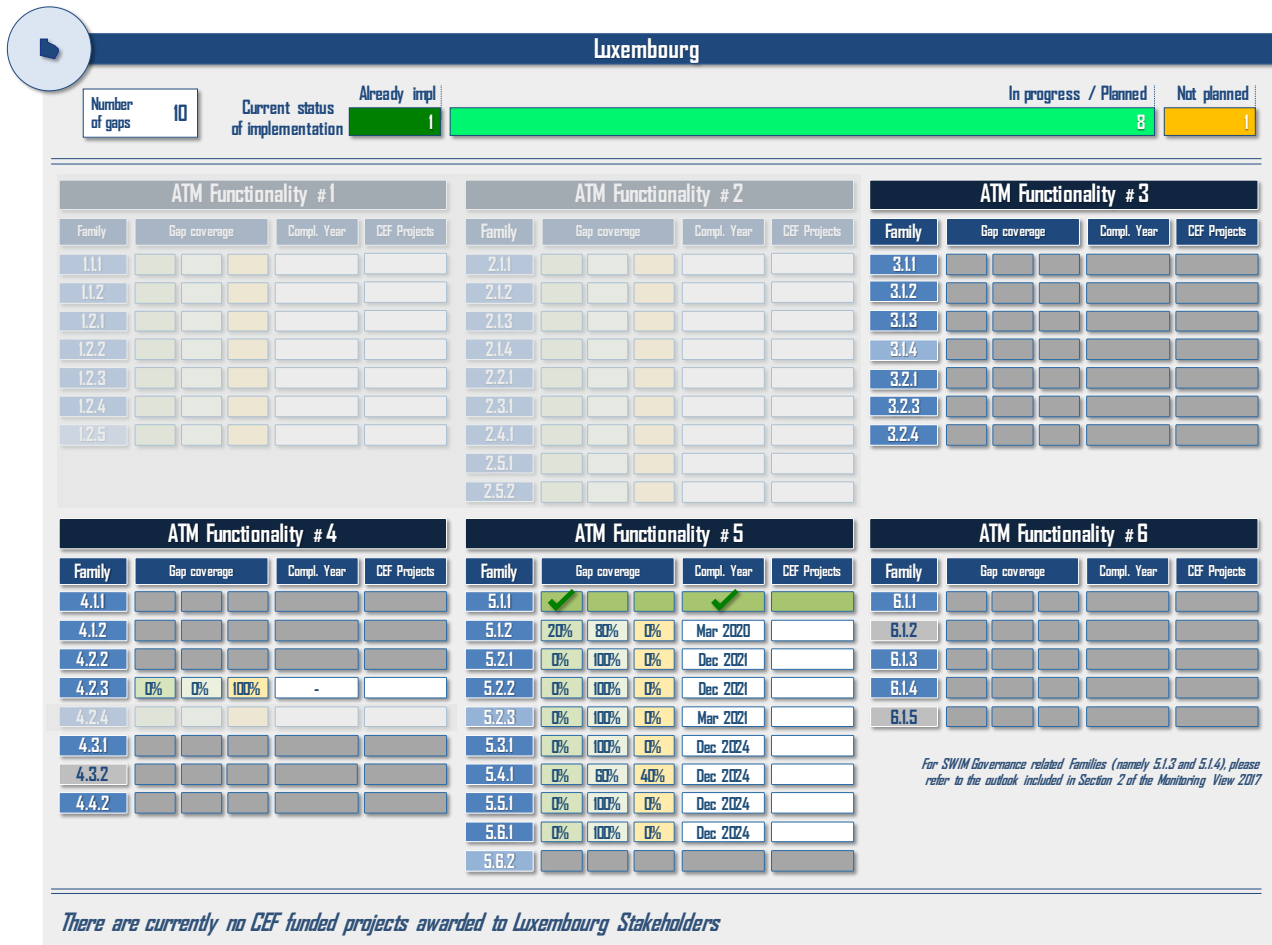 Luxembourg
Number of gaps 10
Current status of implementation
Already impl 1
In progress / Planned 8
Not planned 1
ATM Functionality #1
Family Gap coverage Compl. Year CEF Projects
1.1.1
1.1.2
1.2.1
1.2.2
1.2.3
1.2.4
1.2.5
ATM Functionality #2
Family Gap coverage Compl. Year CEF Projects
2.1.1
2.1.2
2.1.3
2.1.4
2.2.1
2.3.1
2.4.1
2.5.1
2.5.2
ATM Functionality #3
Family Gap coverage Compl. Year CEF Projects
3.1.1
3.1.2
3.1.3
3.1.4
3.2.1
3.2.3
3.2.4
ATM Functionality #4
Family Gap coverage Compl. Year CEF Projects
4.1.1
4.1.2
4.2.2
4.2.3 0% 0% 100% -
4.2.4
4.3.1
4.3.2
4.4.2
ATM Functionality #5
Family Gap coverage Compl. Year CEF Projects
5.1.1
5.1.2 20% 80% 0% Mar 2020
5.2.1 0% 100% 0% Dec 2021
5.2.2 0% 100% 0% Dec 2021
5.2.3 0% 100% 0% Mar 2021
5.3.1 0% 100% 0% Dec 2024
5.4.1 0% 60% 40% Dec 2024
5.5.1 0% 100% 0% Dec 2024
5.6.1 0% 100% 0% Dec 2024
5.6.2
ATM Functionality #6
Family Gap coverage Compl. Year CEF Projects
6.1.1
6.1.2
6.1.3
6.1.4
6.1.5
For SWIM Governance related Families (namely 5.1.3 and 5.1.4), please
refer to the outlook included in Section 2 of the Monitoring View 2017
There are currently no CEF funded projects awarded to Luxembourg Stakeholders